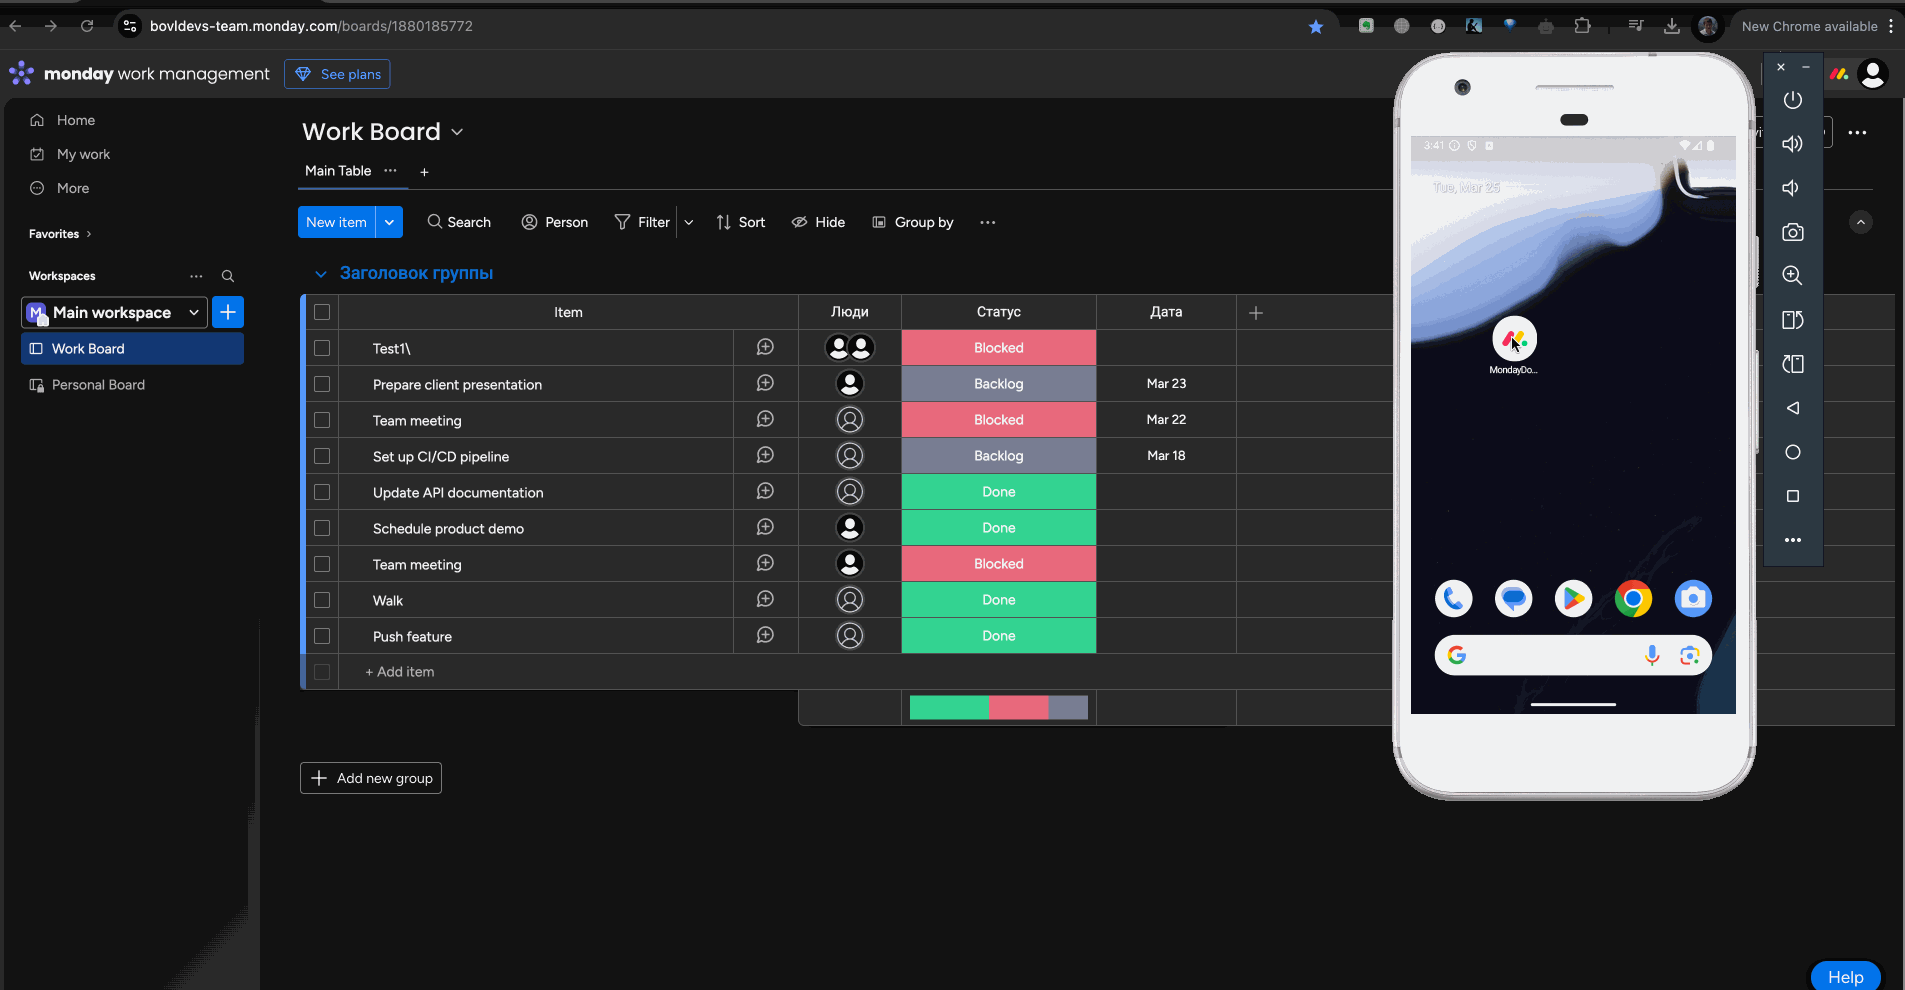 bovldevs-team.monday.com/boards/1880185772
New Chrome available
monday work management
See plans
Home
My work
More
Favorites
Workspaces
M
Main workspace
Work Board
Personal Board
Work Board
Main Table
New item
Search
Person
Filter
Sort
Hide
Group by
Заголовок группы
Item Люди Статус Дата
Test1\ Blocked
Prepare client presentation Backlog Mar 23
Team meeting Blocked Mar 22
Set up CI/CD pipeline Backlog Mar 18
Update API documentation Done
Schedule product demo Done
Team meeting Blocked
Walk Done
Push feature Done
+ Add item
Add new group
3:41
Tue, Mar 25
MondayDo...
Help